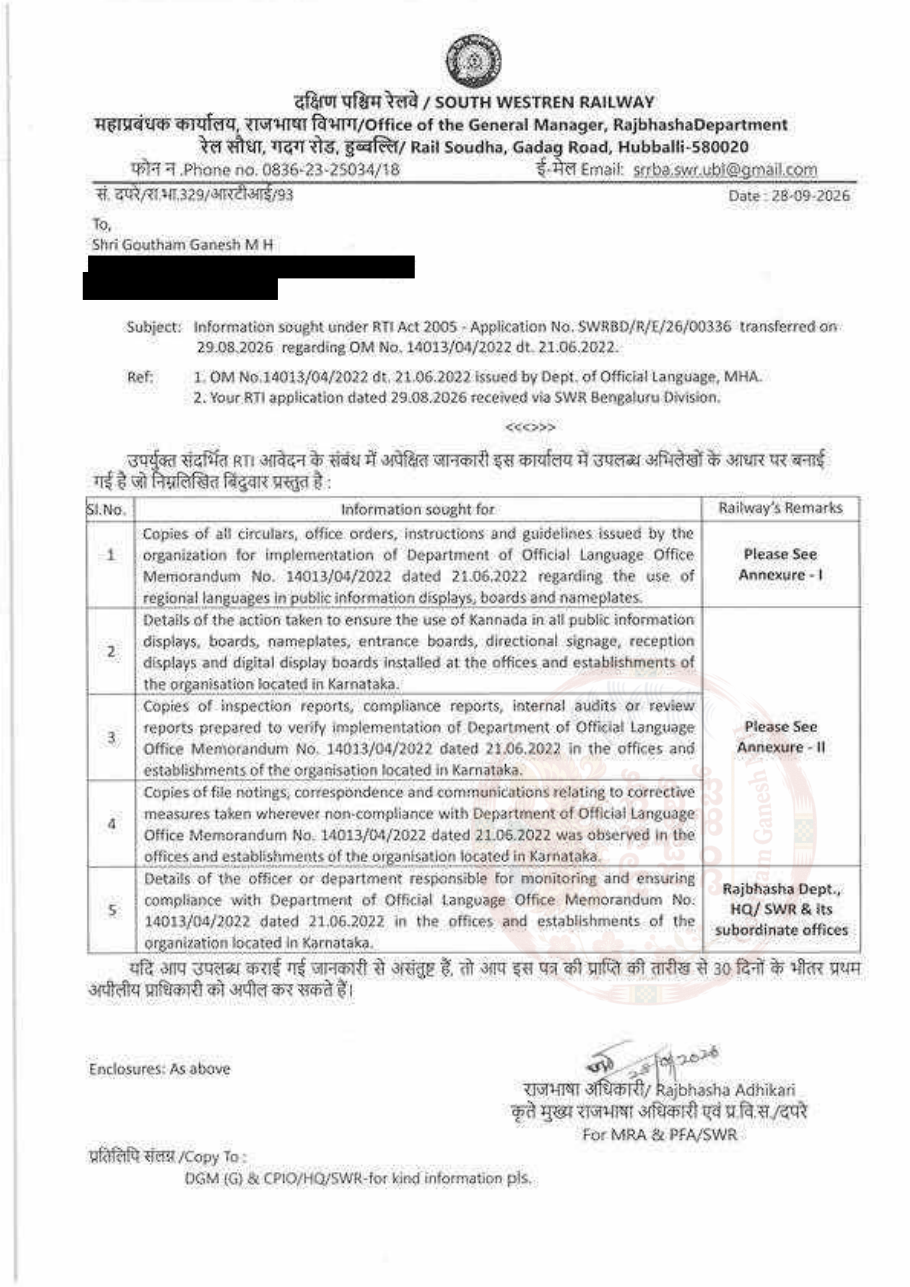 दक्षिण पश्चिम रेलवे / SOUTH WESTREN RAILWAY
महाप्रबंधक कार्यालय, राजभाषा विभाग/Office of the General Manager, RajbhashaDepartment
रेल सौधा, गदग रोड, हुब्बल्लि/ Rail Soudha, Gadag Road, Hubballi-580020
फोन न .Phone no. 0836-23-25034/18 ई-मेल Email: srrba.swr.ubl@gmail.com
सं. दपरे/रा.भा.329/आरटीआई/93 Date : 28-09-2026
To,
Shri Goutham Ganesh M H
Subject: Information sought under RTI Act 2005 - Application No. SWRBD/R/E/26/00336 transferred on
29.08.2026 regarding OM No. 14013/04/2022 dt. 21.06.2022.
Ref: 1. OM No.14013/04/2022 dt. 21.06.2022 issued by Dept. of Official Language, MHA.
2. Your RTI application dated 29.08.2026 received via SWR Bengaluru Division.
<<<>>>
उपर्युक्त संदर्भित RTI आवेदन के संबंध में अपेक्षित जानकारी इस कार्यालय में उपलब्ध अभिलेखों के आधार पर बनाई
गई है जो निम्नलिखित बिंदुवार प्रस्तुत है :
Sl.No. Information sought for Railway's Remarks
1
Copies of all circulars, office orders, instructions and guidelines issued by the
organization for implementation of Department of Official Language Office
Memorandum No. 14013/04/2022 dated 21.06.2022 regarding the use of
regional languages in public information displays, boards and nameplates.
Please See
Annexure - I
2
Details of the action taken to ensure the use of Kannada in all public information
displays, boards, nameplates, entrance boards, directional signage, reception
displays and digital display boards installed at the offices and establishments of
the organisation located in Karnataka.
3
Copies of inspection reports, compliance reports, internal audits or review
reports prepared to verify implementation of Department of Official Language
Office Memorandum No. 14013/04/2022 dated 21.06.2022 in the offices and
establishments of the organisation located in Karnataka.
Please See
Annexure - II
4
Copies of file notings, correspondence and communications relating to corrective
measures taken wherever non-compliance with Department of Official Language
Office Memorandum No. 14013/04/2022 dated 21.06.2022 was observed in the
offices and establishments of the organisation located in Karnataka.
5
Details of the officer or department responsible for monitoring and ensuring
compliance with Department of Official Language Office Memorandum No.
14013/04/2022 dated 21.06.2022 in the offices and establishments of the
organization located in Karnataka.
Rajbhasha Dept.,
HQ/ SWR & its
subordinate offices
यदि आप उपलब्ध कराई गई जानकारी से असंतुष्ट हैं, तो आप इस पत्र की प्राप्ति की तारीख से 30 दिनों के भीतर प्रथम
अपीलीय प्राधिकारी को अपील कर सकते हैं।
Enclosures: As above
28/9/2026
राजभाषा अधिकारी/ Rajbhasha Adhikari
कृते मुख्य राजभाषा अधिकारी एवं प्र.वि.स./दपरे
For MRA & PFA/SWR
प्रतिलिपि संलग्न /Copy To :
DGM (G) & CPIO/HQ/SWR-for kind information pls.
Ganesh